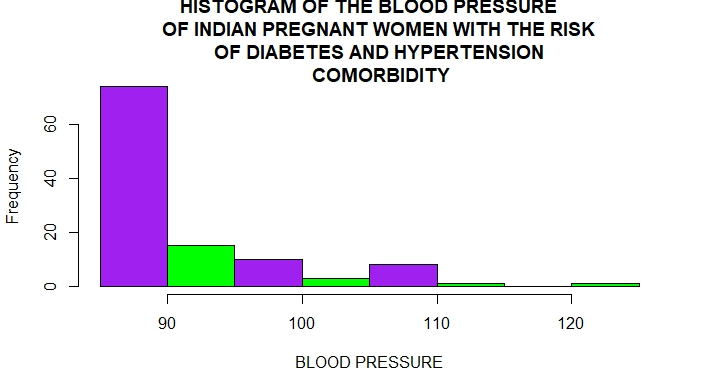 HISTOGRAM OF THE BLOOD PRESSURE
OF INDIAN PREGNANT WOMEN WITH THE RISK
OF DIABETES AND HYPERTENSION
COMORBIDITY
Frequency
60
40
20
0
90 100 110 120
BLOOD PRESSURE